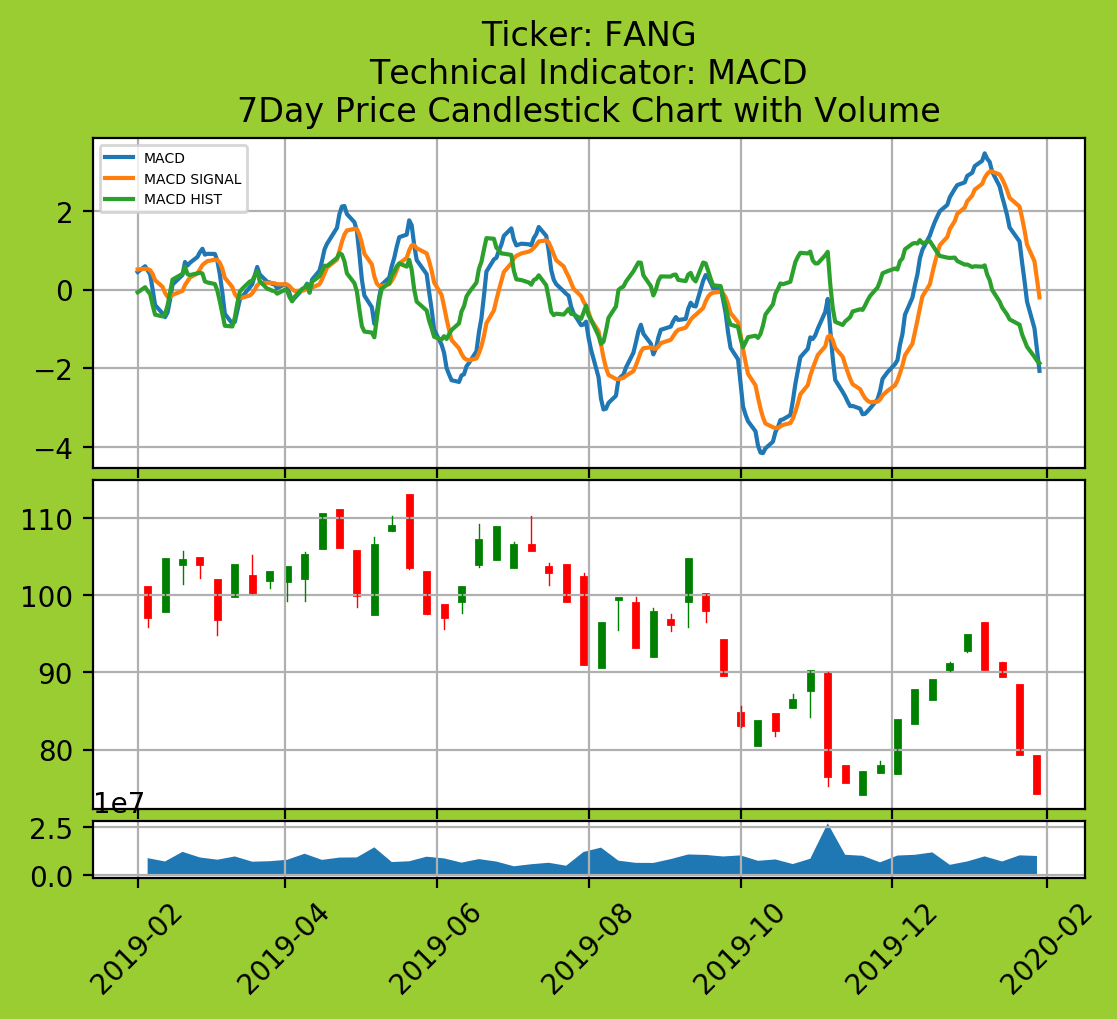 Ticker: FANG
Technical Indicator: MACD
7Day Price Candlestick Chart with Volume
MACD
MACD SIGNAL
MACD HIST
2
0
−2
−4
110
100
90
80
1e7
2.5
0.0
2019-02
2019-04
2019-06
2019-08
2019-10
2019-12
2020-02